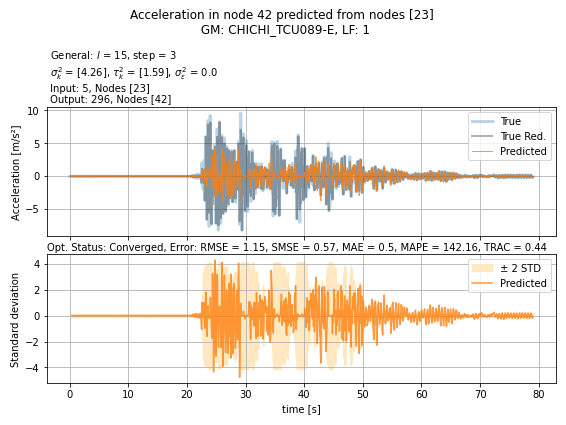 Acceleration in node 42 predicted from nodes [23]
GM: CHICHI_TCU089-E, LF: 1
General: l = 15, step = 3
σ²_k = [4.26], τ²_k = [1.59], σ²_ε = 0.0
Input: 5, Nodes [23]
Output: 296, Nodes [42]
10
5
0
−5
Acceleration [m/s²]
True
True Red.
Predicted
Opt. Status: Converged, Error: RMSE = 1.15, SMSE = 0.57, MAE = 0.5, MAPE = 142.16, TRAC = 0.44
4
2
0
−2
−4
Standard deviation
± 2 STD
Predicted
0 10 20 30 40 50 60 70 80
time [s]